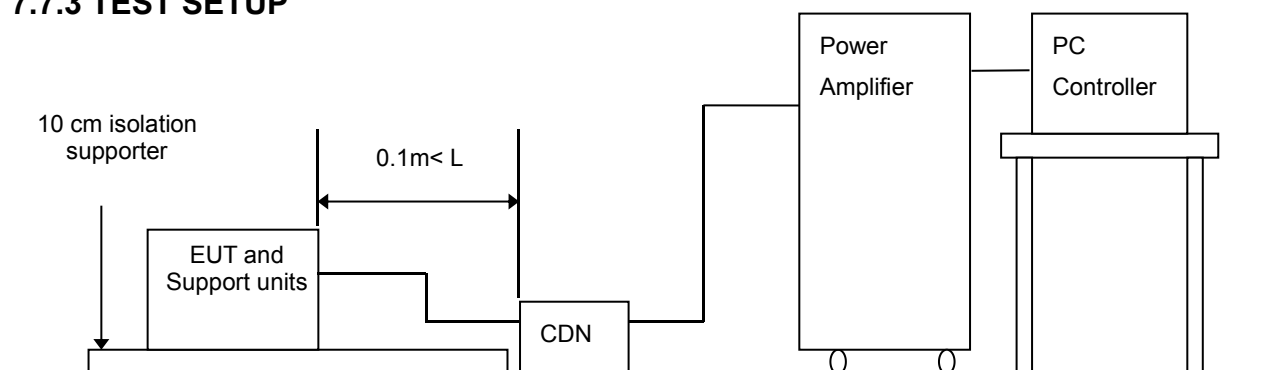 7.7.3 TEST SETUP
Power
Amplifier
PC
Controller
10 cm isolation
supporter
0.1m< L
EUT and
Support units
CDN